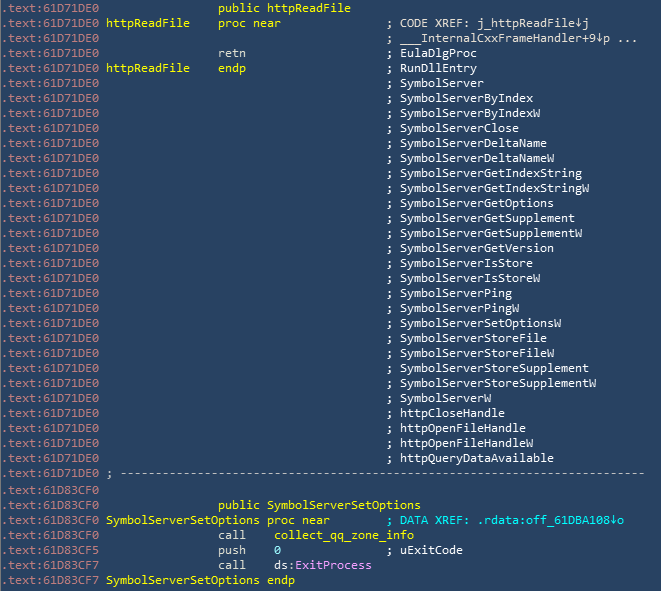 .text:61D71DE0 public httpReadFile
.text:61D71DE0 httpReadFile proc near ; CODE XREF: j_httpReadFile↓j
.text:61D71DE0 ; ___InternalCxxFrameHandler+9↓p ...
.text:61D71DE0 retn ; EulaDlgProc
.text:61D71DE0 httpReadFile endp ; RunDllEntry
.text:61D71DE0 ; SymbolServer
.text:61D71DE0 ; SymbolServerByIndex
.text:61D71DE0 ; SymbolServerByIndexW
.text:61D71DE0 ; SymbolServerClose
.text:61D71DE0 ; SymbolServerDeltaName
.text:61D71DE0 ; SymbolServerDeltaNameW
.text:61D71DE0 ; SymbolServerGetIndexString
.text:61D71DE0 ; SymbolServerGetIndexStringW
.text:61D71DE0 ; SymbolServerGetOptions
.text:61D71DE0 ; SymbolServerGetSupplement
.text:61D71DE0 ; SymbolServerGetSupplementW
.text:61D71DE0 ; SymbolServerGetVersion
.text:61D71DE0 ; SymbolServerIsStore
.text:61D71DE0 ; SymbolServerIsStoreW
.text:61D71DE0 ; SymbolServerPing
.text:61D71DE0 ; SymbolServerPingW
.text:61D71DE0 ; SymbolServerSetOptionsW
.text:61D71DE0 ; SymbolServerStoreFile
.text:61D71DE0 ; SymbolServerStoreFileW
.text:61D71DE0 ; SymbolServerStoreSupplement
.text:61D71DE0 ; SymbolServerStoreSupplementW
.text:61D71DE0 ; SymbolServerW
.text:61D71DE0 ; httpCloseHandle
.text:61D71DE0 ; httpOpenFileHandle
.text:61D71DE0 ; httpOpenFileHandleW
.text:61D71DE0 ; httpQueryDataAvailable
.text:61D71DE0 ; ---------------------------------------------------------------------------
.text:61D83CF0
.text:61D83CF0 public SymbolServerSetOptions
.text:61D83CF0 SymbolServerSetOptions proc near ; DATA XREF: .rdata:off_61DBA108↓o
.text:61D83CF0 call collect_qq_zone_info
.text:61D83CF5 push 0 ; uExitCode
.text:61D83CF7 call ds:ExitProcess
.text:61D83CF7 SymbolServerSetOptions endp